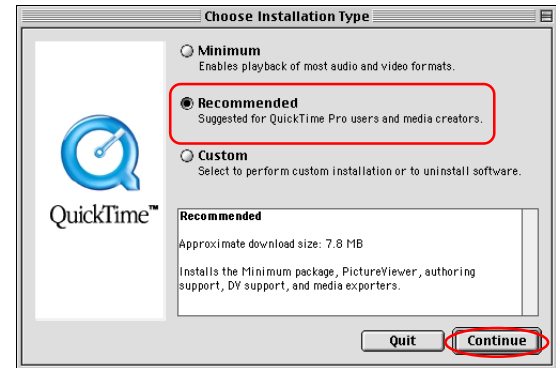 Choose Installation Type
Minimum
Enables playback of most audio and video formats.
Recommended
Suggested for QuickTime Pro users and media creators.
Custom
Select to perform custom installation or to uninstall software.
QuickTime™
Recommended
Approximate download size: 7.8 MB
Installs the Minimum package, PictureViewer, authoring
support, DV support, and media exporters.
Quit
Continue